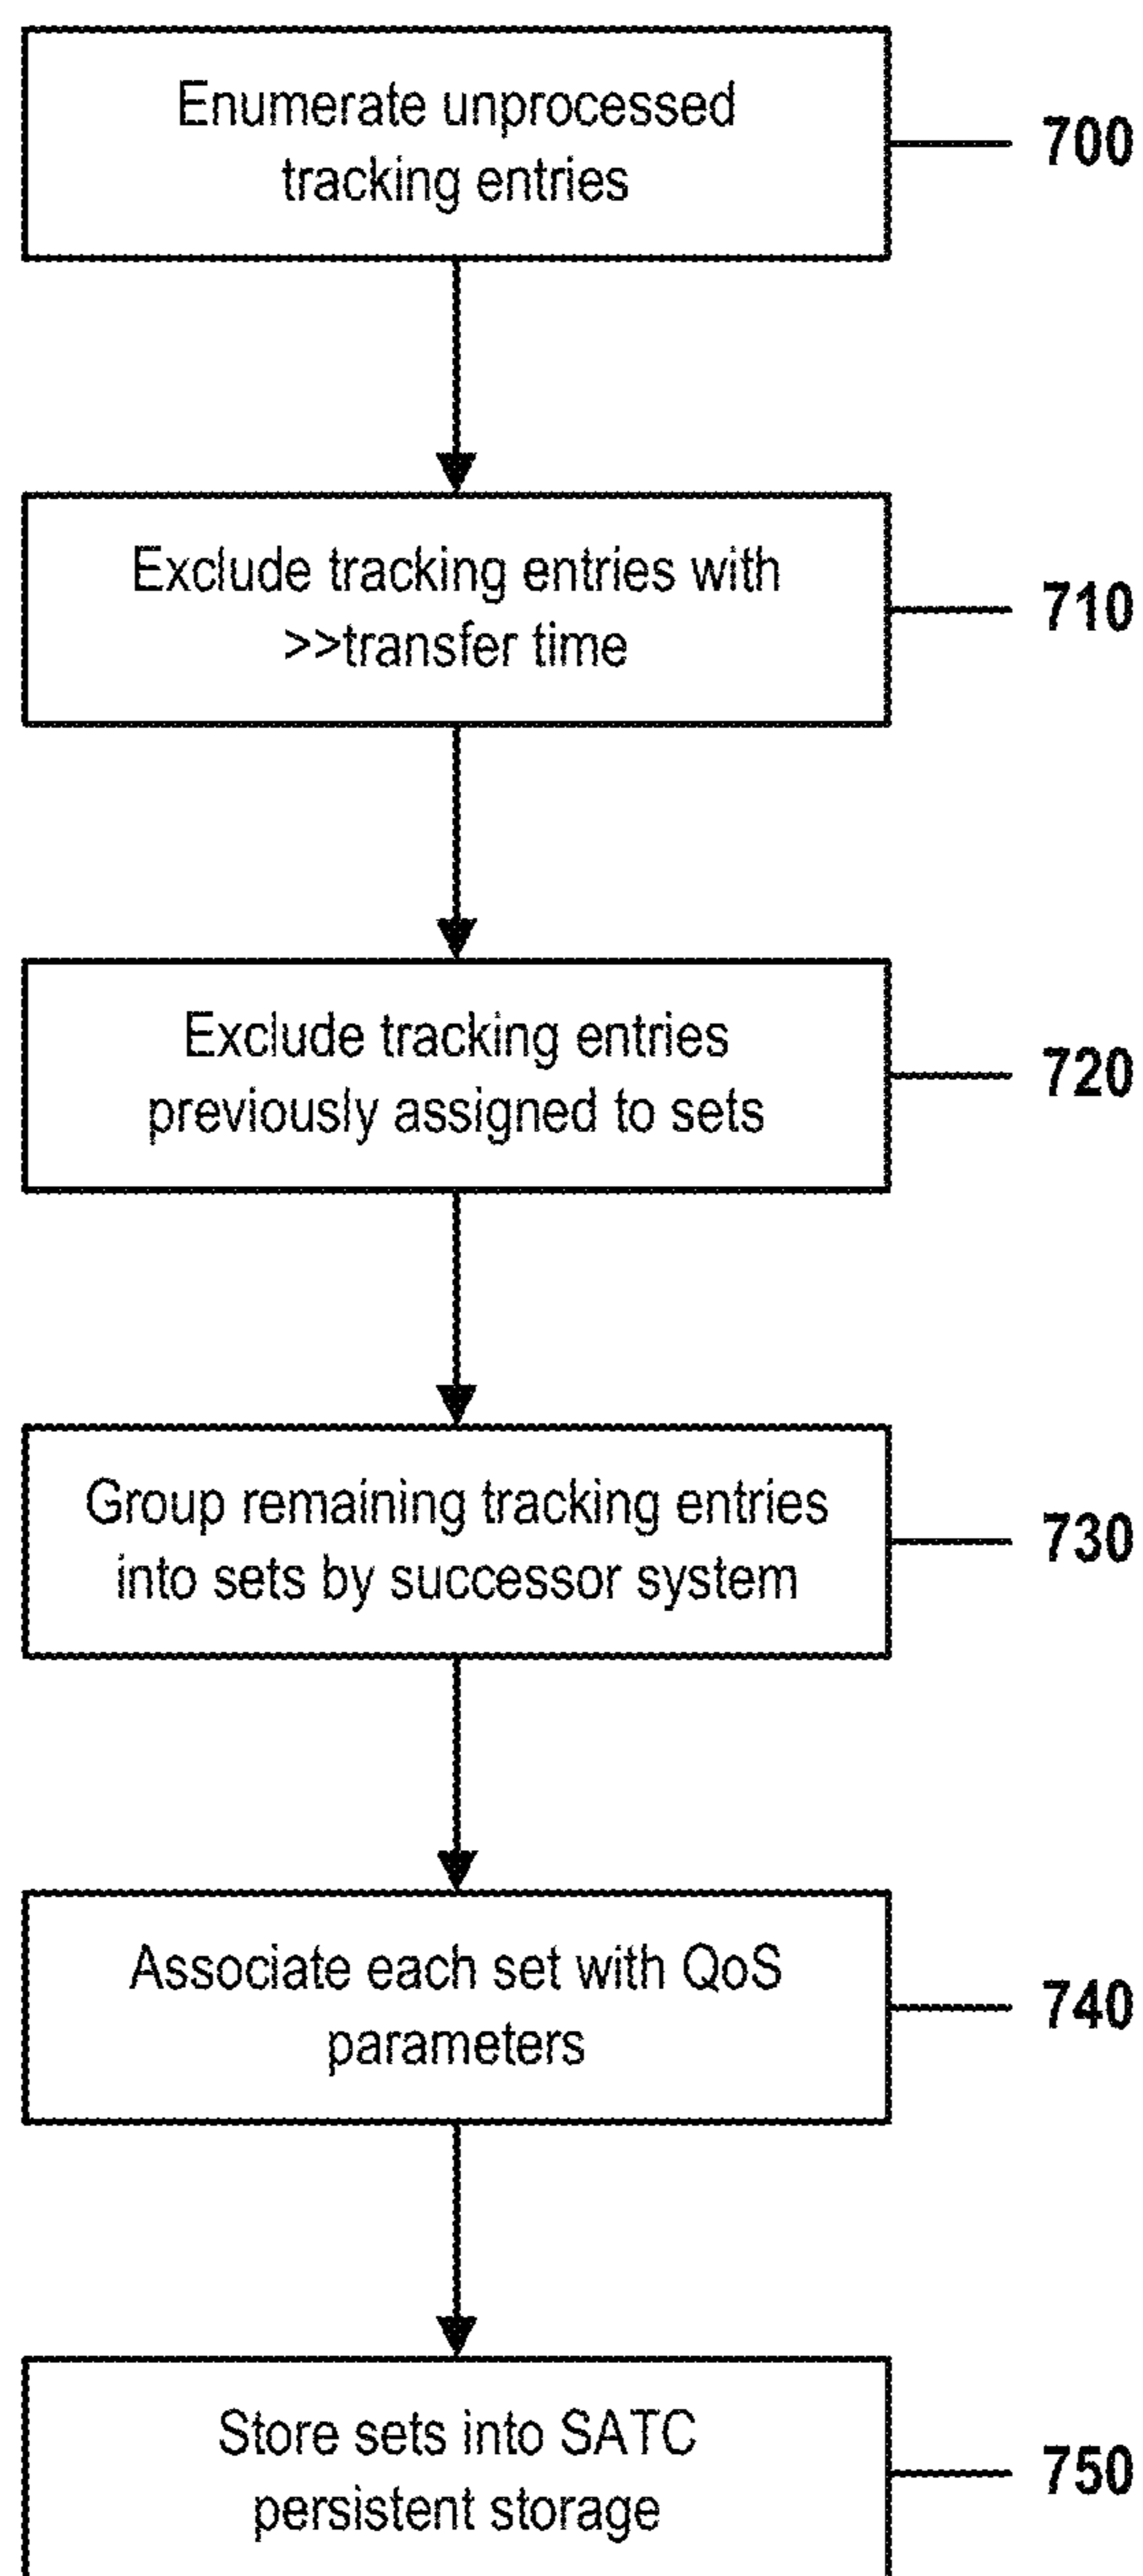 Enumerate unprocessed
tracking entries
700
Exclude tracking entries with
>>transfer time
710
Exclude tracking entries
previously assigned to sets
720
Group remaining tracking entries
into sets by successor system
730
Associate each set with QoS
parameters
740
Store sets into SATC
persistent storage
750